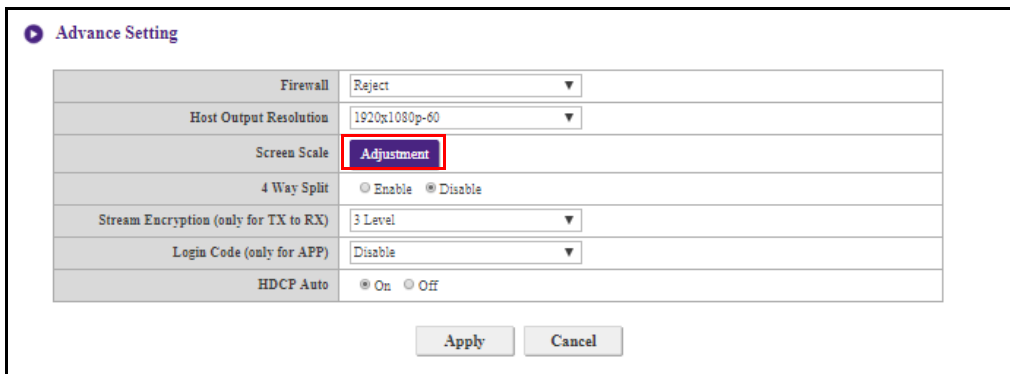 Advance Setting
Firewall Reject
Host Output Resolution 1920x1080p-60
Screen Scale Adjustment
4 Way Split Enable Disable
Stream Encryption (only for TX to RX) 3 Level
Login Code (only for APP) Disable
HDCP Auto On Off
Apply Cancel